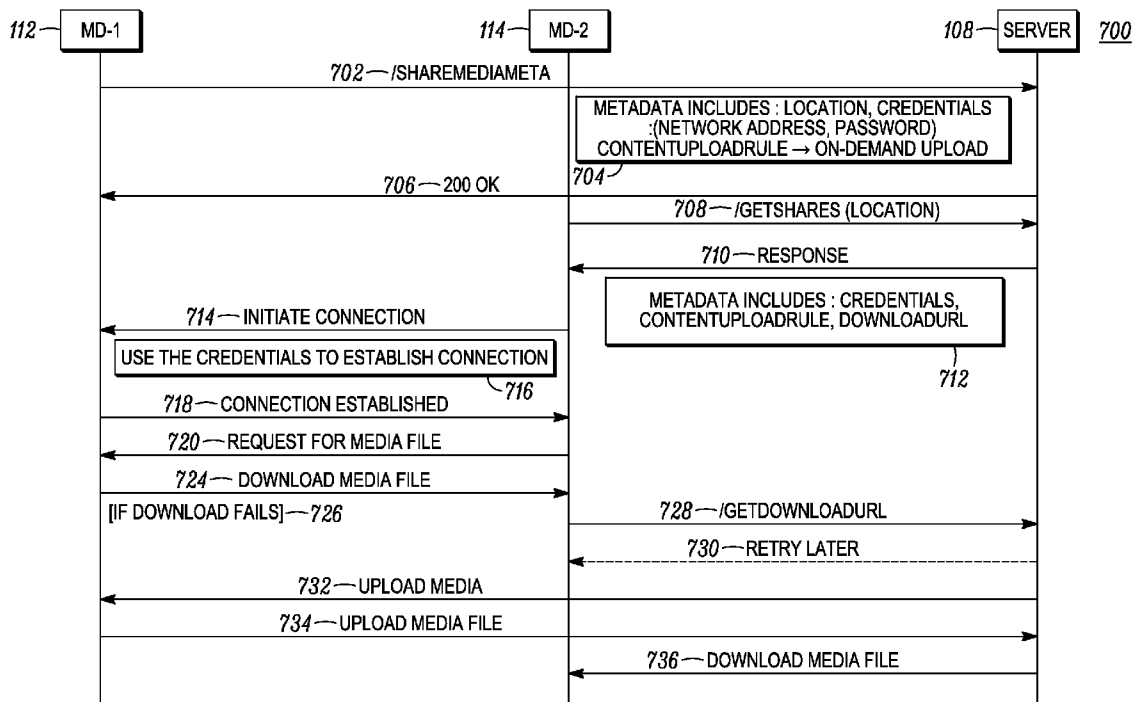 112 MD-1 114 MD-2 108 SERVER 700
702 /SHAREMEDIAMETA
METADATA INCLUDES : LOCATION, CREDENTIALS
:(NETWORK ADDRESS, PASSWORD)
CONTENTUPLOADRULE → ON-DEMAND UPLOAD
704
706 200 OK
708 /GETSHARES (LOCATION)
710 RESPONSE
METADATA INCLUDES : CREDENTIALS,
CONTENTUPLOADRULE, DOWNLOADURL
712
714 INITIATE CONNECTION
USE THE CREDENTIALS TO ESTABLISH CONNECTION
716
718 CONNECTION ESTABLISHED
720 REQUEST FOR MEDIA FILE
724 DOWNLOAD MEDIA FILE
[IF DOWNLOAD FAILS] 726
728 /GETDOWNLOADURL
730 RETRY LATER
732 UPLOAD MEDIA
734 UPLOAD MEDIA FILE
736 DOWNLOAD MEDIA FILE